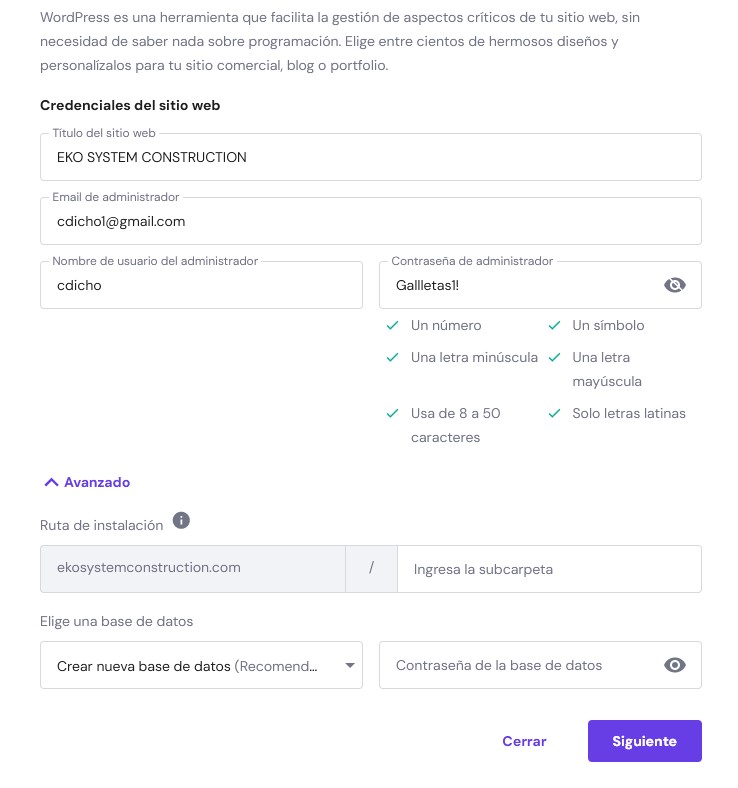 WordPress es una herramienta que facilita la gestión de aspectos críticos de tu sitio web, sin
necesidad de saber nada sobre programación. Elige entre cientos de hermosos diseños y
personalízalos para tu sitio comercial, blog o portfolio.
Credenciales del sitio web
Título del sitio web
EKO SYSTEM CONSTRUCTION
Email de administrador
cdicho1@gmail.com
Nombre de usuario del administrador
cdicho
Contraseña de administrador
Gallletas1!
Un número
Un símbolo
Una letra minúscula
Una letra
mayúscula
Usa de 8 a 50
caracteres
Solo letras latinas
Avanzado
Ruta de instalación
ekosystemconstruction.com
/
Ingresa la subcarpeta
Elige una base de datos
Crear nueva base de datos (Recomend...
Contraseña de la base de datos
Cerrar
Siguiente